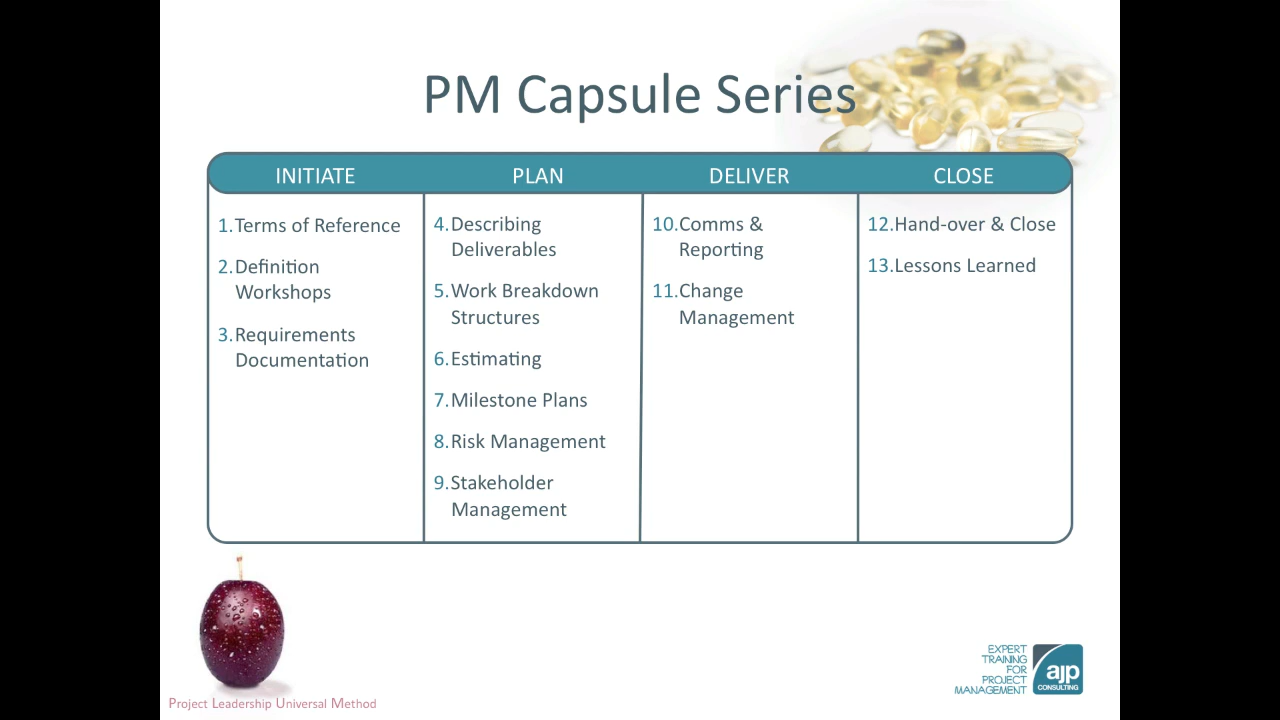 PM Capsule Series
INITIATE
1.Terms of Reference
2.Definition
Workshops
3.Requirements
Documentation
PLAN
4.Describing
Deliverables
5.Work Breakdown
Structures
6.Estimating
7.Milestone Plans
8.Risk Management
9.Stakeholder
Management
DELIVER
10.Comms &
Reporting
11.Change
Management
CLOSE
12.Hand-over & Close
13.Lessons Learned
Project Leadership Universal Method
EXPERT
TRAINING
FOR
PROJECT
MANAGEMENT
ajp
CONSULTING